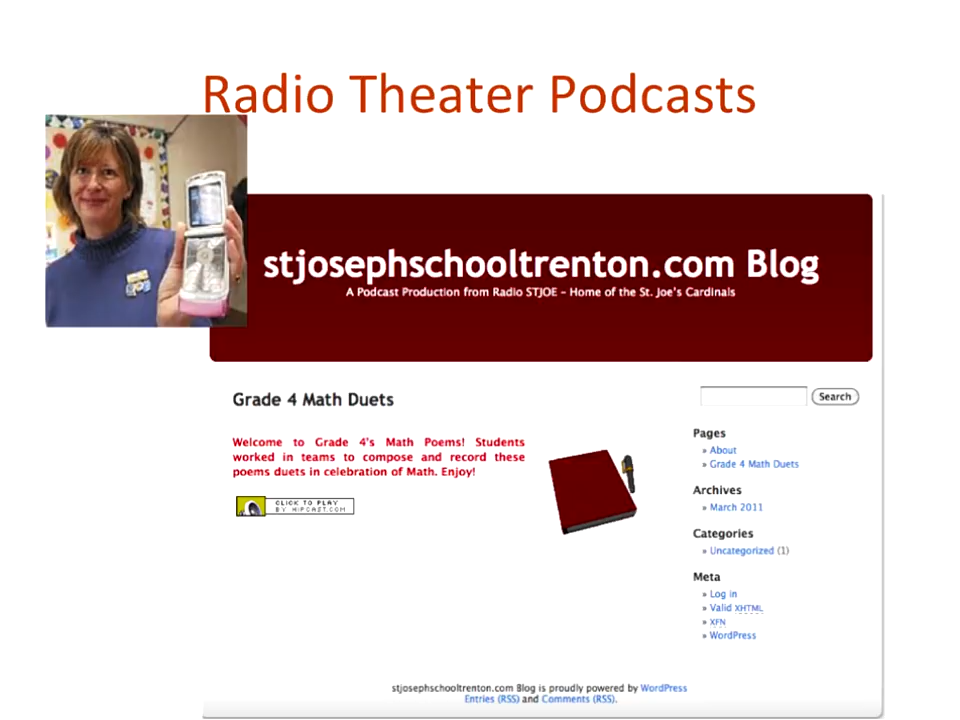 Radio Theater Podcasts
stjosephschooltrenton.com Blog
A Podcast Production from Radio STJOE – Home of the St. Joe's Cardinals
Grade 4 Math Duets
Welcome to Grade 4's Math Poems! Students
worked in teams to compose and record these
poems duets in celebration of Math. Enjoy!
CLICK TO PLAY
BY HIPCAST.COM
Search
Pages
» About
» Grade 4 Math Duets
Archives
» March 2011
Categories
» Uncategorized (1)
Meta
» Log in
» Valid XHTML
» XFN
» WordPress
stjosephschooltrenton.com Blog is proudly powered by WordPress
Entries (RSS) and Comments (RSS).